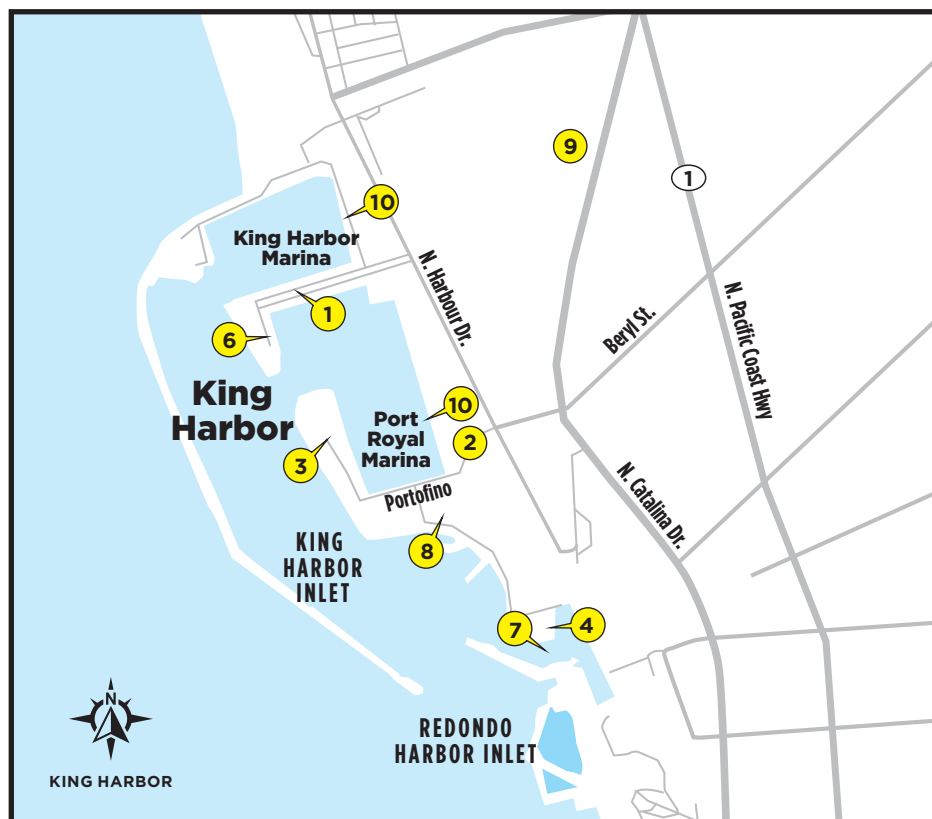 9
1
10
King Harbor
Marina
N. Harbour Dr.
1
6
Beryl St.
N. Pacific Coast Hwy
King
Harbor
10
Port
Royal
Marina
2
3
Portofino
N. Catalina Dr.
8
KING
HARBOR
INLET
7
4
N
KING HARBOR
REDONDO
HARBOR INLET